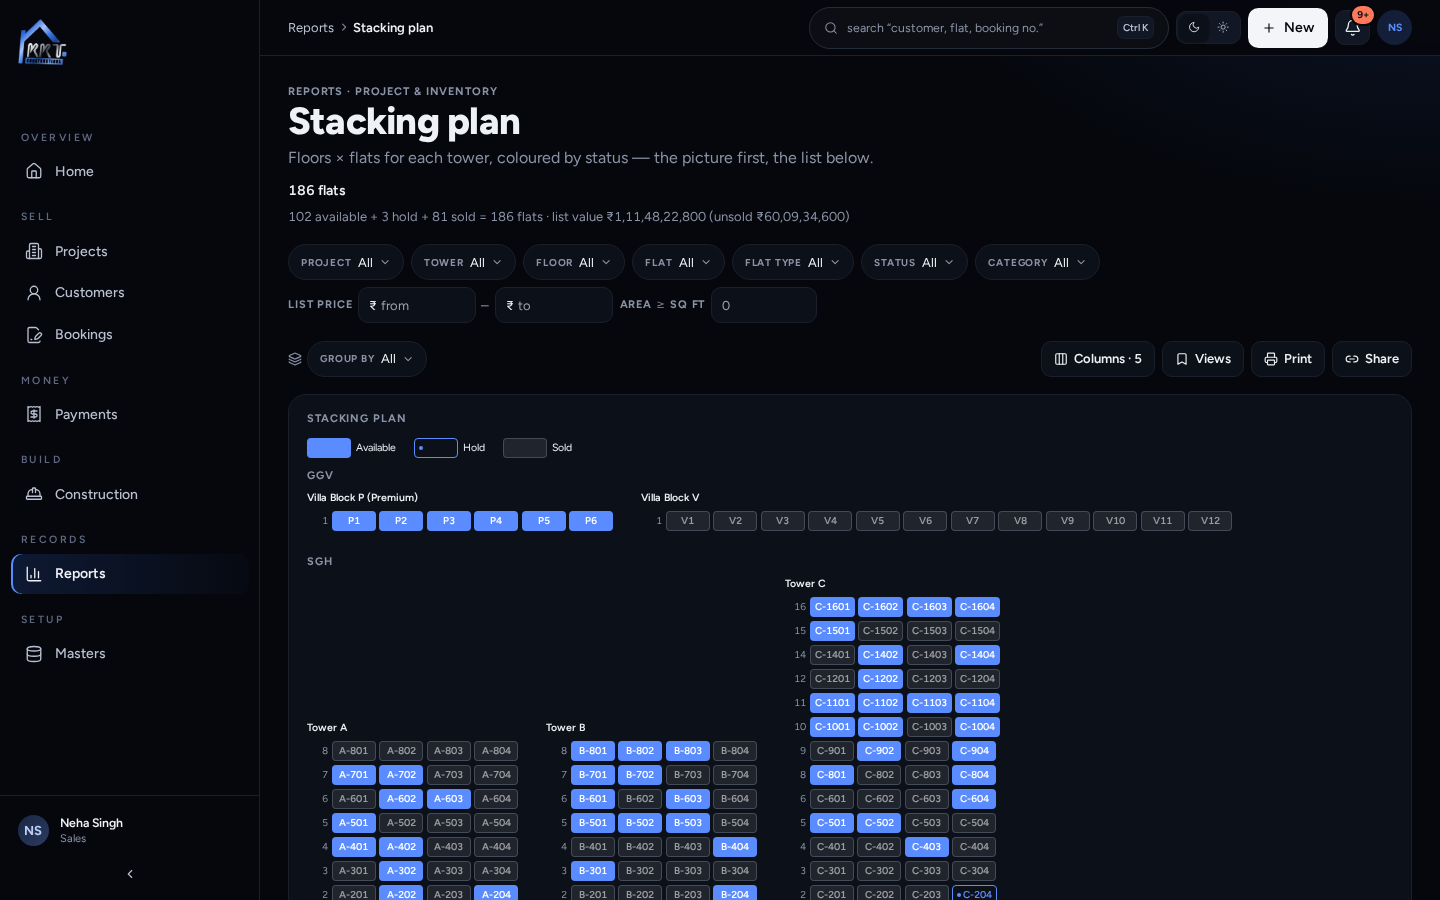 Reports > Stacking plan
search “customer, flat, booking no.”
Ctrl K
New
9+
NS
OVERVIEW
Home
SELL
Projects
Customers
Bookings
MONEY
Payments
BUILD
Construction
RECORDS
Reports
SETUP
Masters
NS
Neha Singh
Sales
REPORTS · PROJECT & INVENTORY
Stacking plan
Floors × flats for each tower, coloured by status — the picture first, the list below.
186 flats
102 available + 3 hold + 81 sold = 186 flats · list value ₹1,11,48,22,800 (unsold ₹60,09,34,600)
PROJECT All TOWER All FLOOR All FLAT All FLAT TYPE All STATUS All CATEGORY All
LIST PRICE ₹ from – ₹ to AREA ≥ SQ FT 0
GROUP BY All Columns · 5 Views Print Share
STACKING PLAN
Available Hold Sold
GGV
Villa Block P (Premium) Villa Block V
1 P1 P2 P3 P4 P5 P6 1 V1 V2 V3 V4 V5 V6 V7 V8 V9 V10 V11 V12
SGH
Tower C
16 C-1601 C-1602 C-1603 C-1604
15 C-1501 C-1502 C-1503 C-1504
14 C-1401 C-1402 C-1403 C-1404
12 C-1201 C-1202 C-1203 C-1204
11 C-1101 C-1102 C-1103 C-1104
10 C-1001 C-1002 C-1003 C-1004
Tower A Tower B
8 A-801 A-802 A-803 A-804 8 B-801 B-802 B-803 B-804 9 C-901 C-902 C-903 C-904
7 A-701 A-702 A-703 A-704 7 B-701 B-702 B-703 B-704 8 C-801 C-802 C-803 C-804
6 A-601 A-602 A-603 A-604 6 B-601 B-602 B-603 B-604 6 C-601 C-602 C-603 C-604
5 A-501 A-502 A-503 A-504 5 B-501 B-502 B-503 B-504 5 C-501 C-502 C-503 C-504
4 A-401 A-402 A-403 A-404 4 B-401 B-402 B-403 B-404 4 C-401 C-402 C-403 C-404
3 A-301 A-302 A-303 A-304 3 B-301 B-302 B-303 B-304 3 C-301 C-302 C-303 C-304
2 A-201 A-202 A-203 A-204 2 B-201 B-202 B-203 B-204 2 C-201 C-202 C-203 C-204